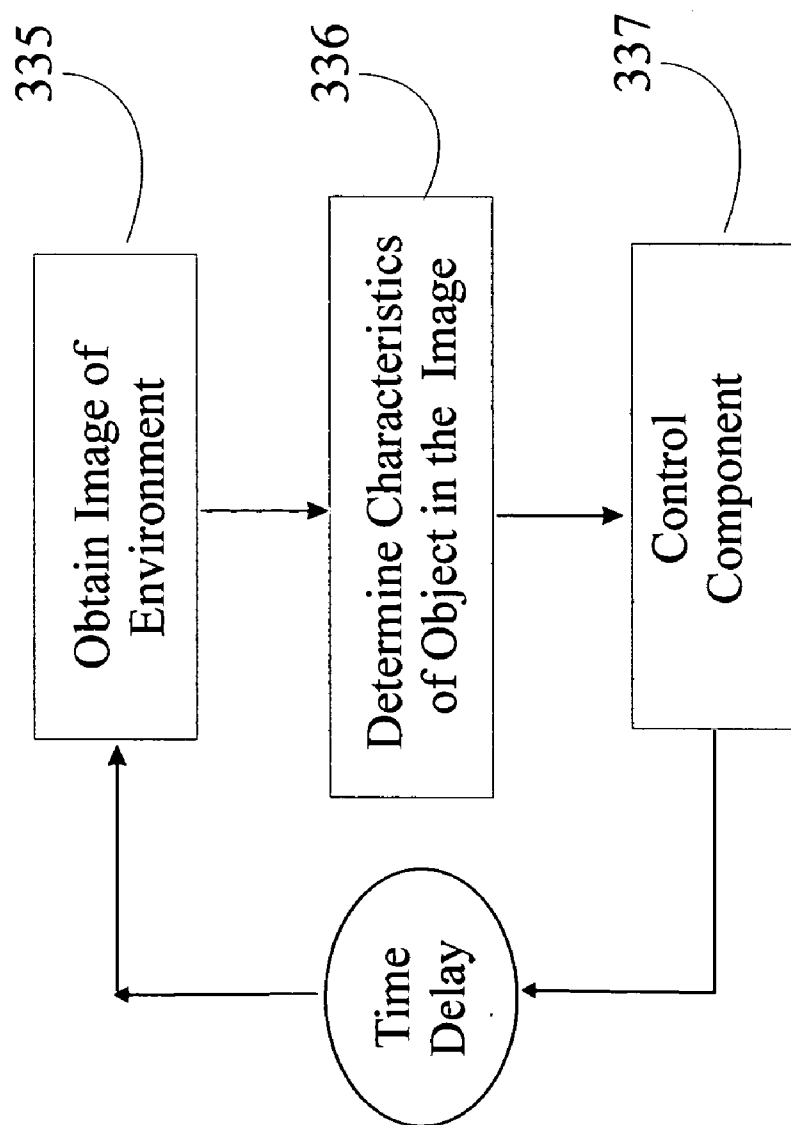 335
Obtain Image of
Environment
336
Determine Characteristics
of Object in the Image
337
Control
Component
Time
Delay